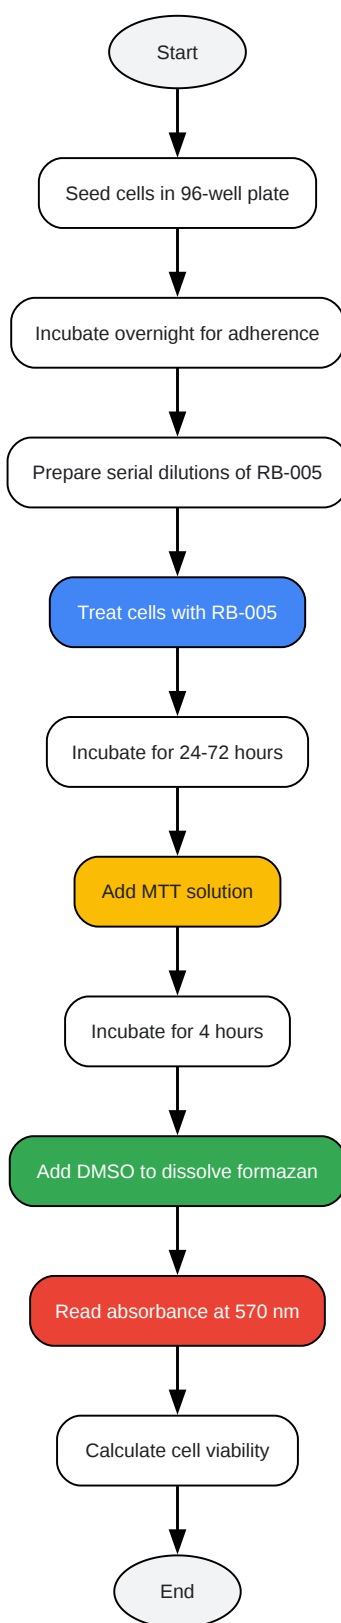 Start
Seed cells in 96-well plate
Incubate overnight for adherence
Prepare serial dilutions of RB-005
Treat cells with RB-005
Incubate for 24-72 hours
Add MTT solution
Incubate for 4 hours
Add DMSO to dissolve formazan
Read absorbance at 570 nm
Calculate cell viability
End